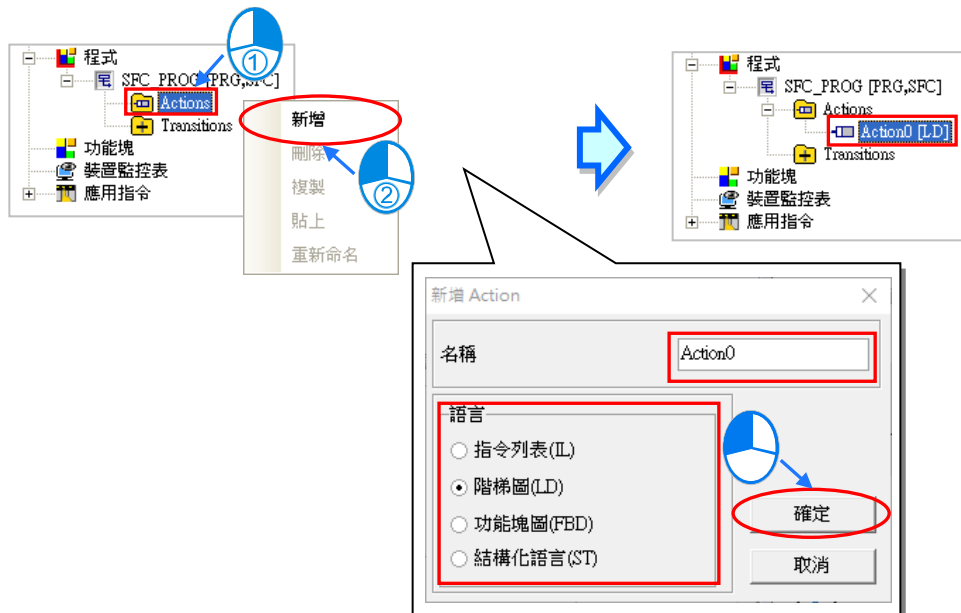 程式
SFC_PROG [PRG,SFC]
①
Actions
Transitions
功能塊
裝置監控表
應用指令
新增
刪除
②
複製
貼上
重新命名
程式
SFC_PROG [PRG,SFC]
Actions
Action0 [LD]
Transitions
功能塊
裝置監控表
應用指令
新增 Action
名稱
Action0
語言
指令列表(IL)
階梯圖(LD)
功能塊圖(FBD)
結構化語言(ST)
確定
取消